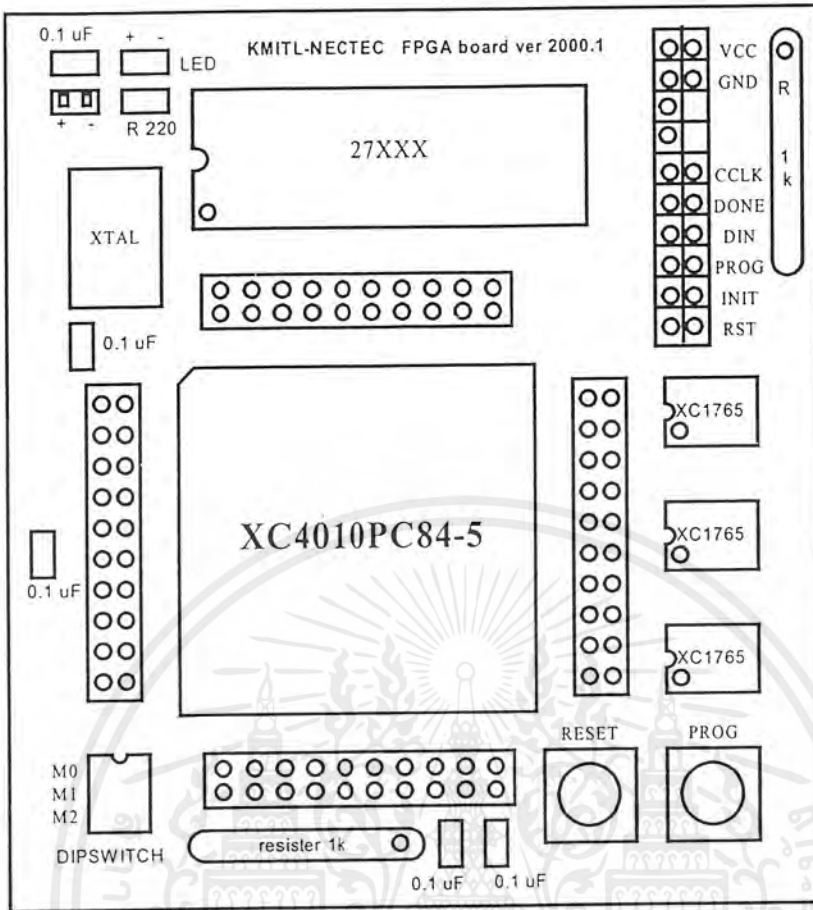 0.1 uF
+ -
LED
KMITL-NECTEC FPGA board ver 2000.1
+ -
R 220
27XXX
VCC
GND
CCLK
DONE
DIN
PROG
INIT
RST
R 1k
XTAL
0.1 uF
XC4010PC84-5
XC1765
XC1765
XC1765
0.1 uF
RESET
PROG
M0
M1
M2
DIPSWITCH
resister 1k
0.1 uF
0.1 uF